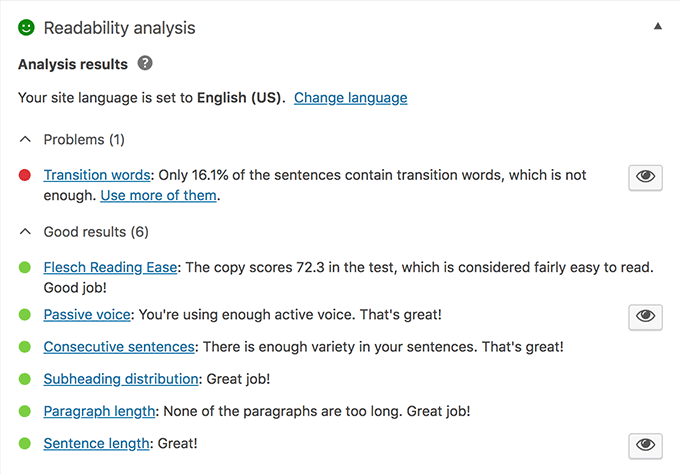 Readability analysis
Analysis results
Your site language is set to English (US). Change language
Problems (1)
Transition words: Only 16.1% of the sentences contain transition words, which is not
enough. Use more of them.
Good results (6)
Flesch Reading Ease: The copy scores 72.3 in the test, which is considered fairly easy to read.
Good job!
Passive voice: You're using enough active voice. That's great!
Consecutive sentences: There is enough variety in your sentences. That's great!
Subheading distribution: Great job!
Paragraph length: None of the paragraphs are too long. Great job!
Sentence length: Great!